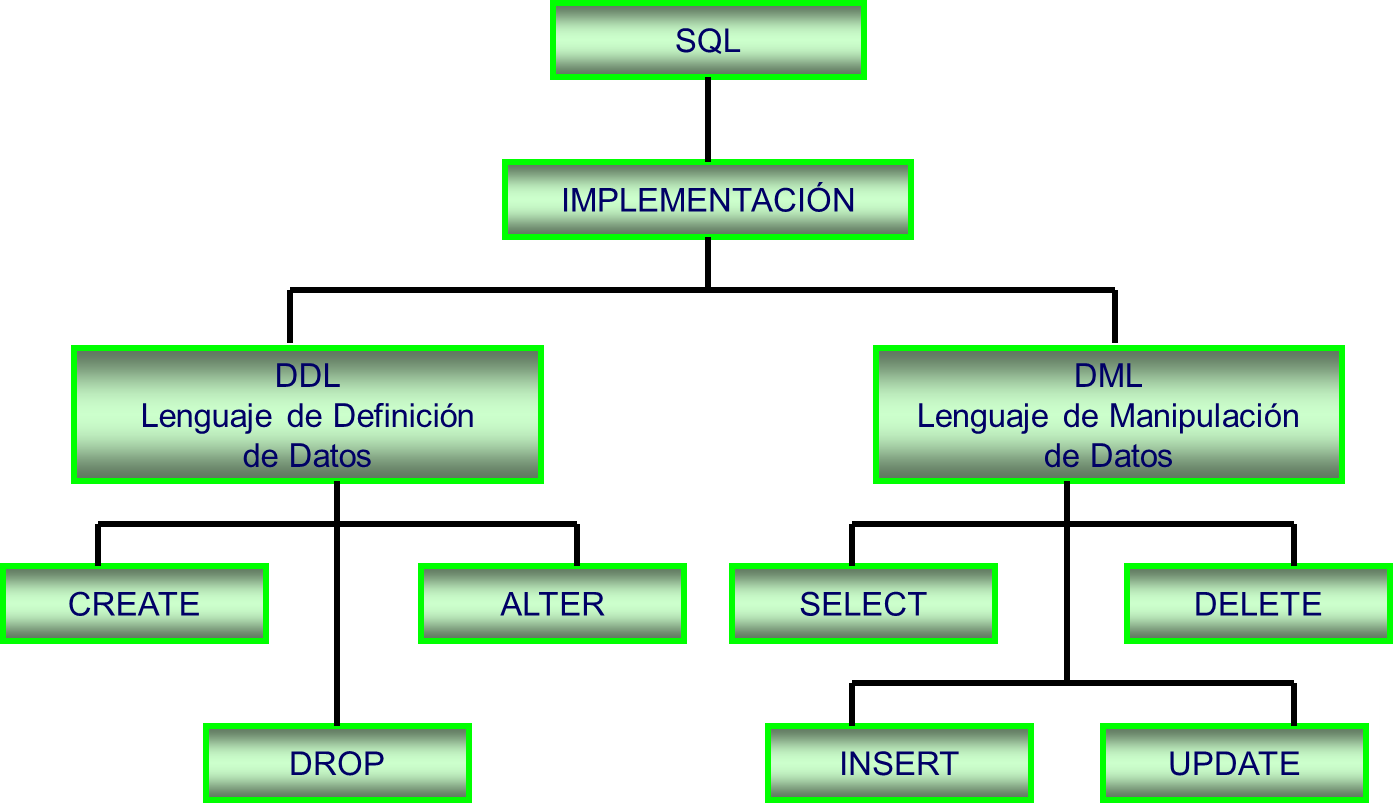 SQL
IMPLEMENTACIÓN
DDL
Lenguaje de Definición
de Datos
DML
Lenguaje de Manipulación
de Datos
CREATE
ALTER
SELECT
DELETE
DROP
INSERT
UPDATE